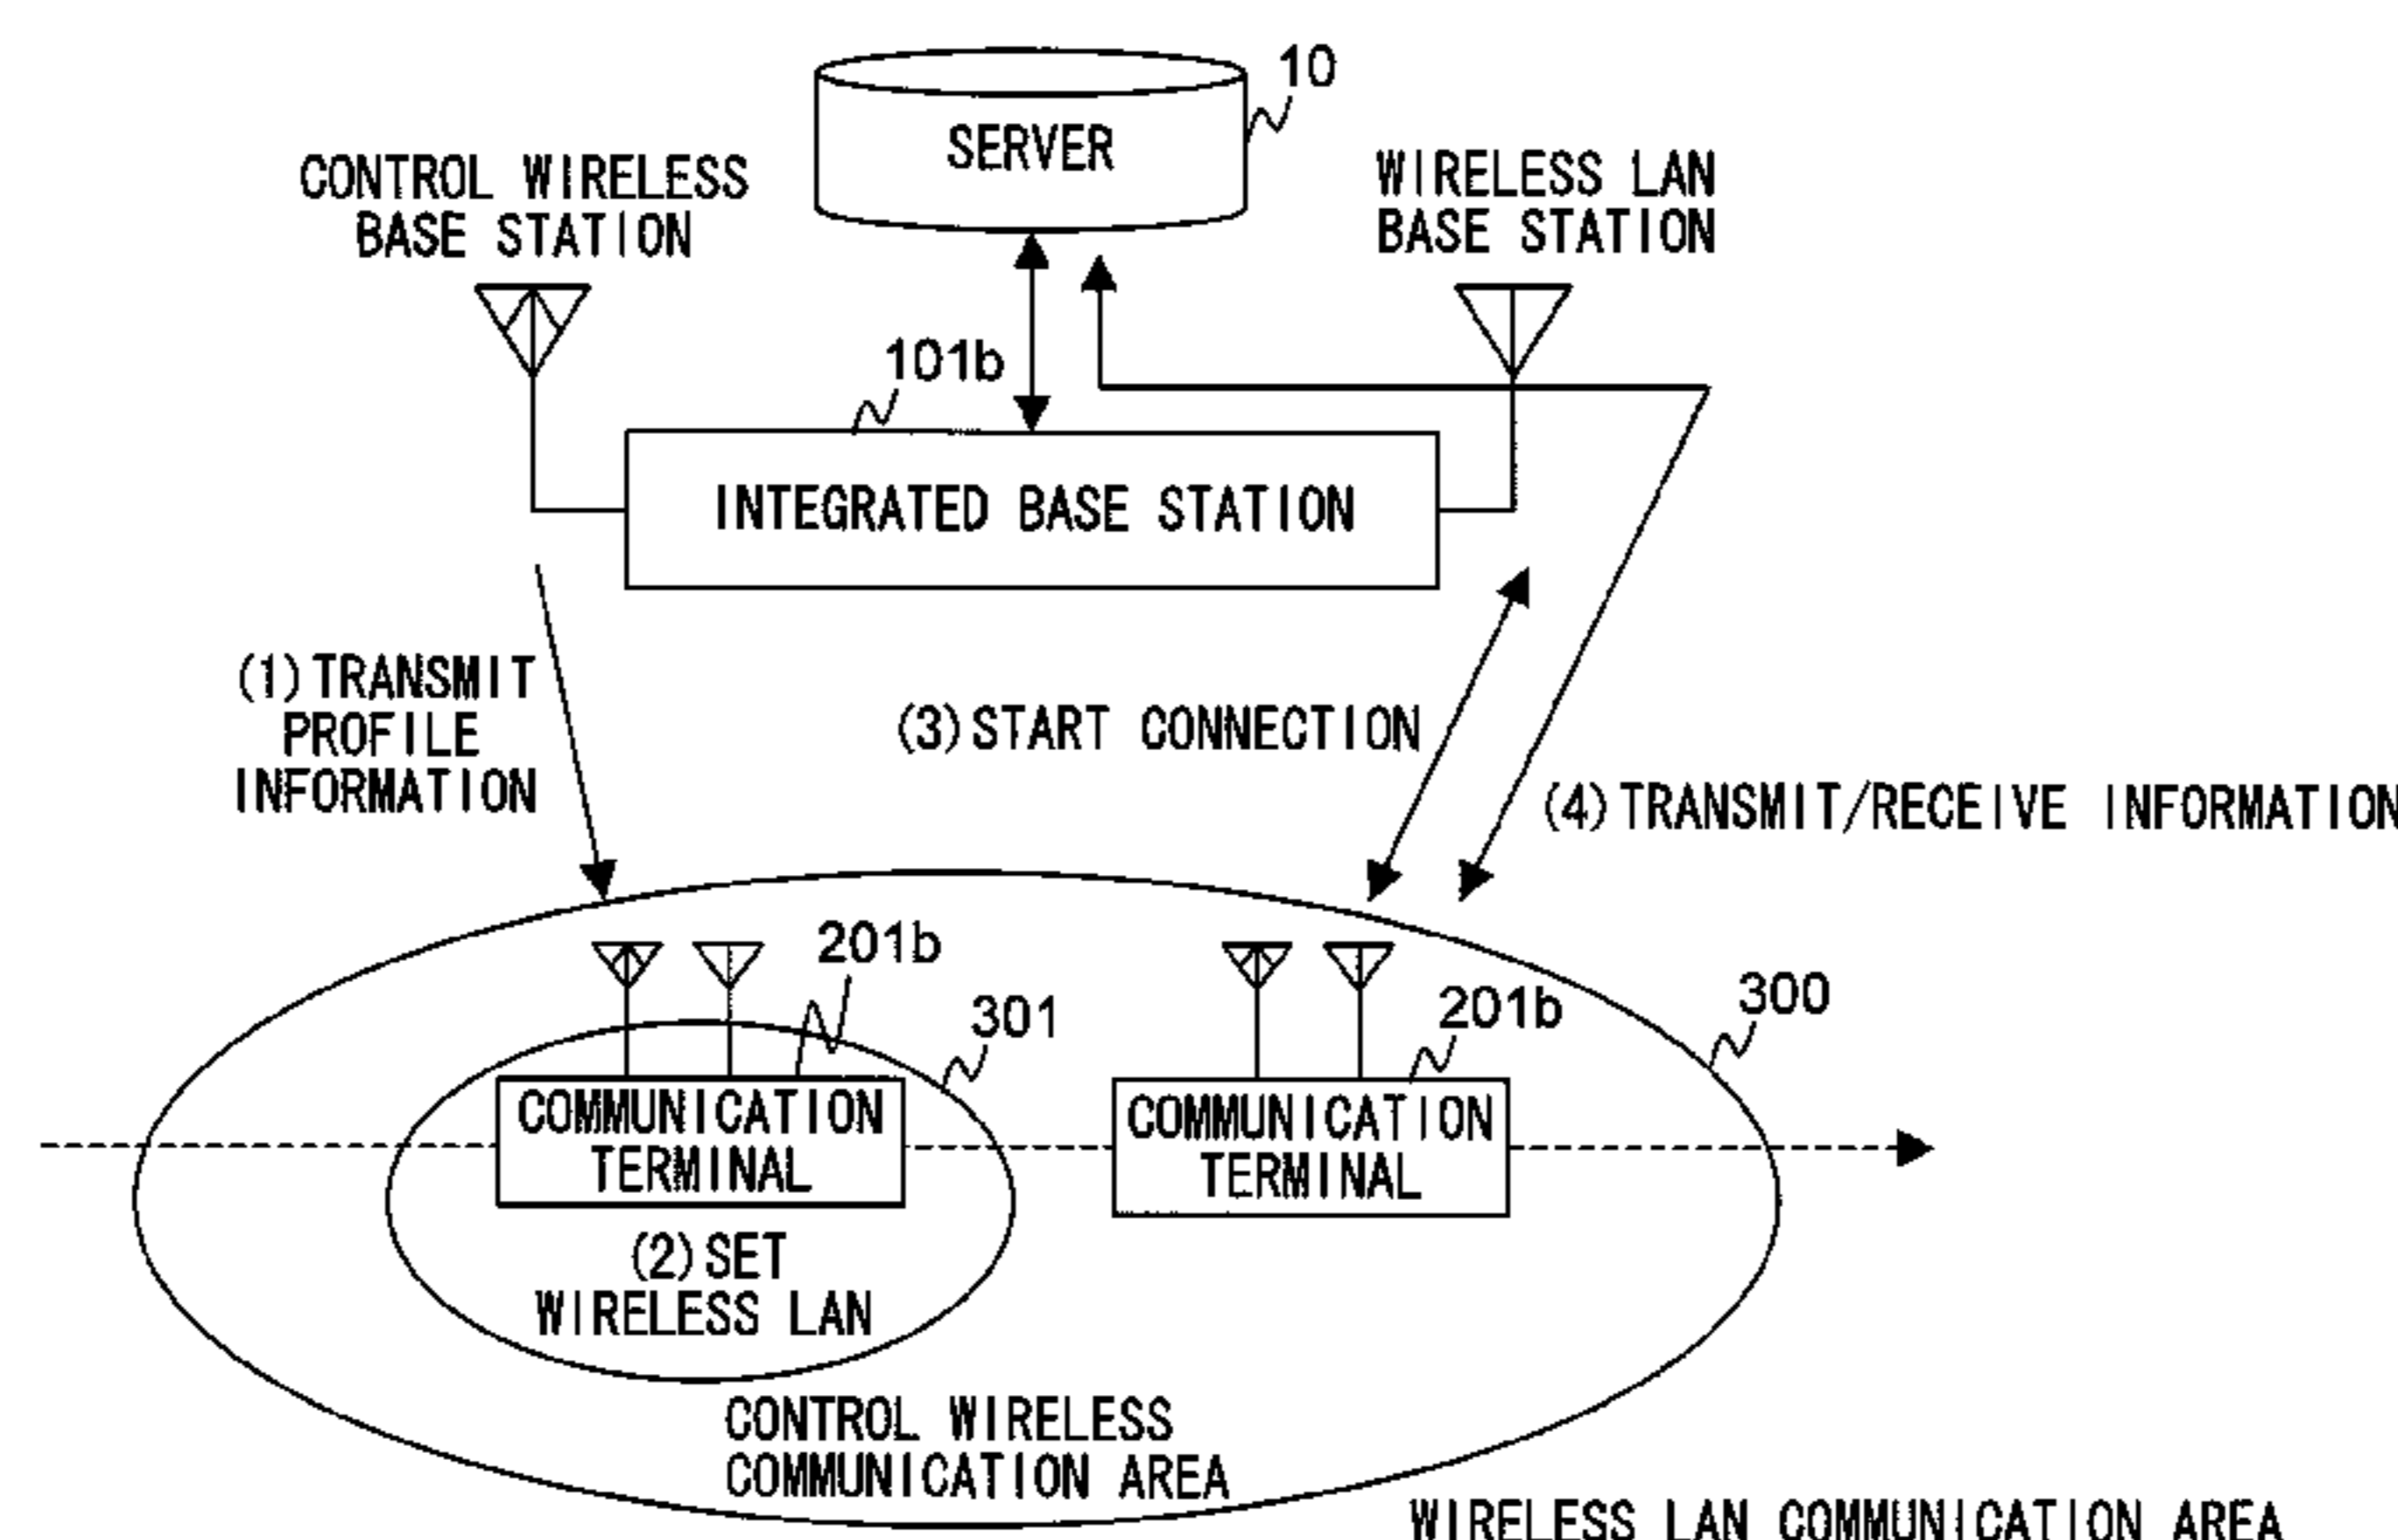 10
SERVER
CONTROL WIRELESS
BASE STATION
WIRELESS LAN
BASE STATION
101b
INTEGRATED BASE STATION
(1)TRANSMIT
PROFILE
INFORMATION
(3)START CONNECTION
(4)TRANSMIT/RECEIVE INFORMATION
201b
301
201b
300
COMMUNICATION
TERMINAL
COMMUNICATION
TERMINAL
(2)SET
WIRELESS LAN
CONTROL WIRELESS
COMMUNICATION AREA
WIRELESS LAN COMMUNICATION AREA